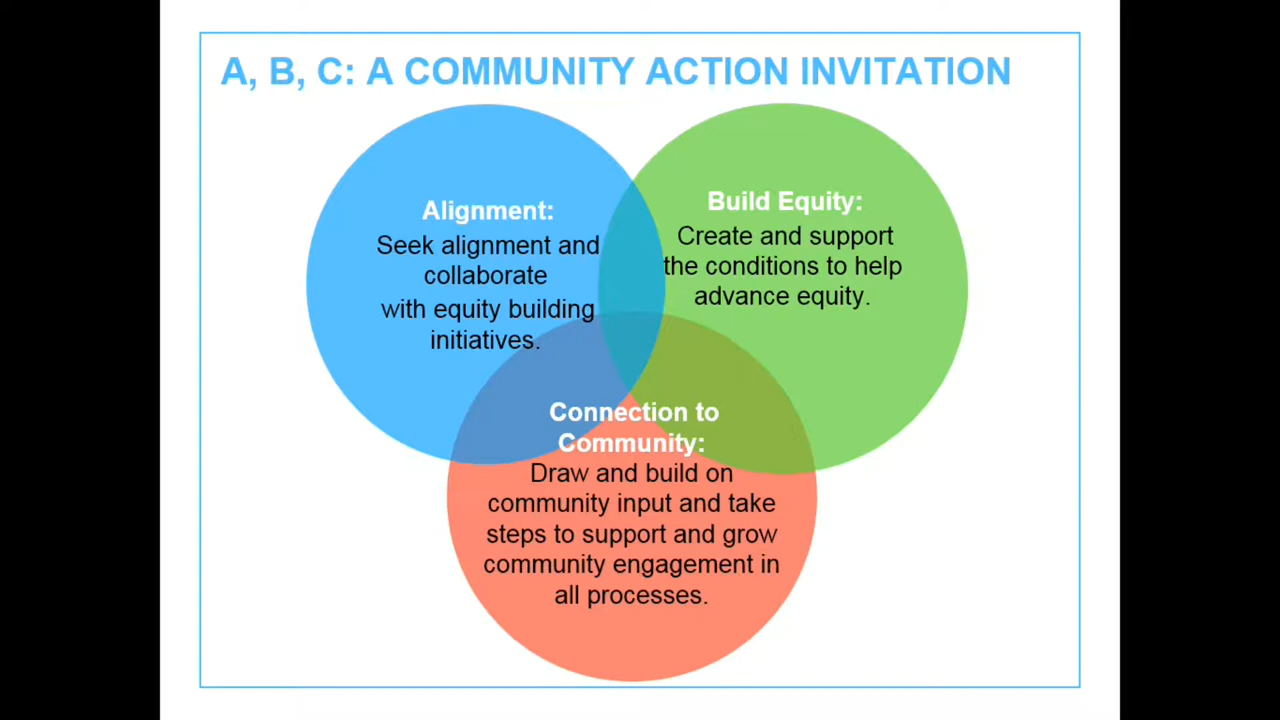 A, B, C: A COMMUNITY ACTION INVITATION
Alignment:
Seek alignment and
collaborate
with equity building
initiatives.
Build Equity:
Create and support
the conditions to help
advance equity.
Connection to
Community:
Draw and build on
community input and take
steps to support and grow
community engagement in
all processes.